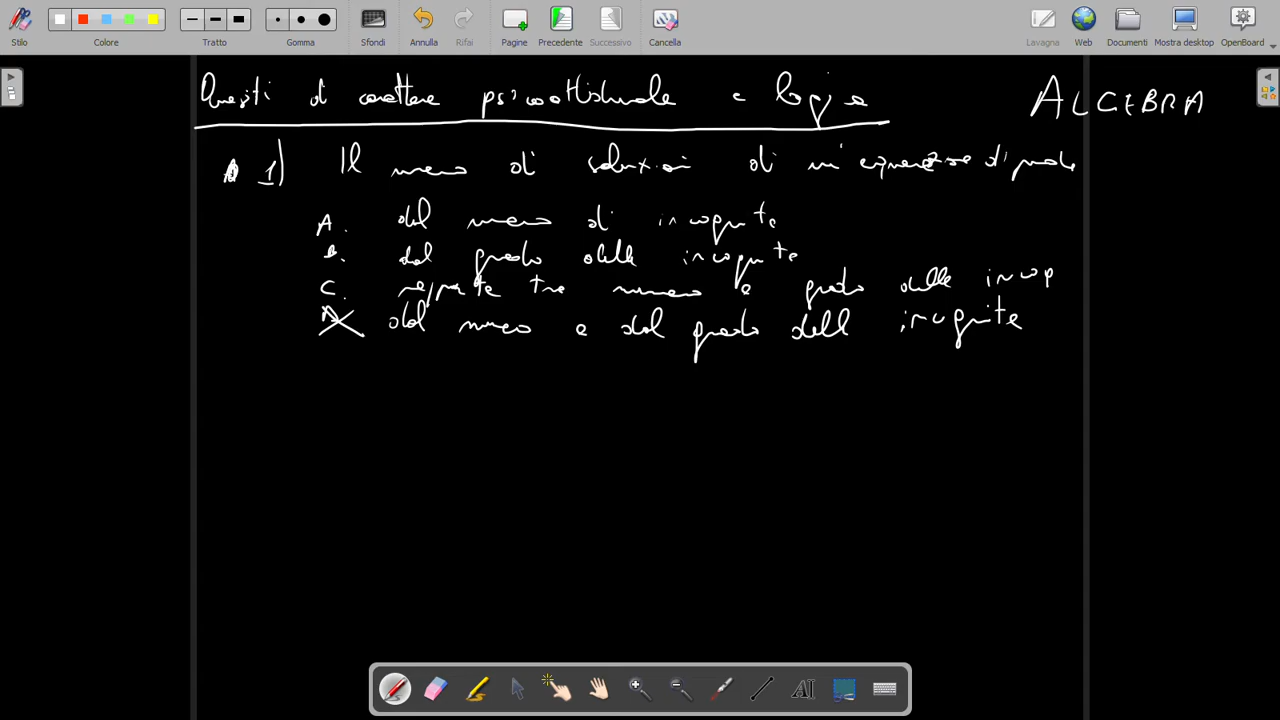 Stilo Colore Tratto Gomma Sfondi Annulla Rifai Pagine Precedente Successivo Cancella Lavagna Web Documenti Mostra desktop OpenBoard
Quesiti di carattere psicoattitudinale e logica
ALGEBRA
1) Il numero di soluzioni di un'equazione dipende
A. dal numero di incognite
B. dal grado delle incognite
C. rapporto tra numero e grado delle incog
D dal numero e dal grado delle incognite